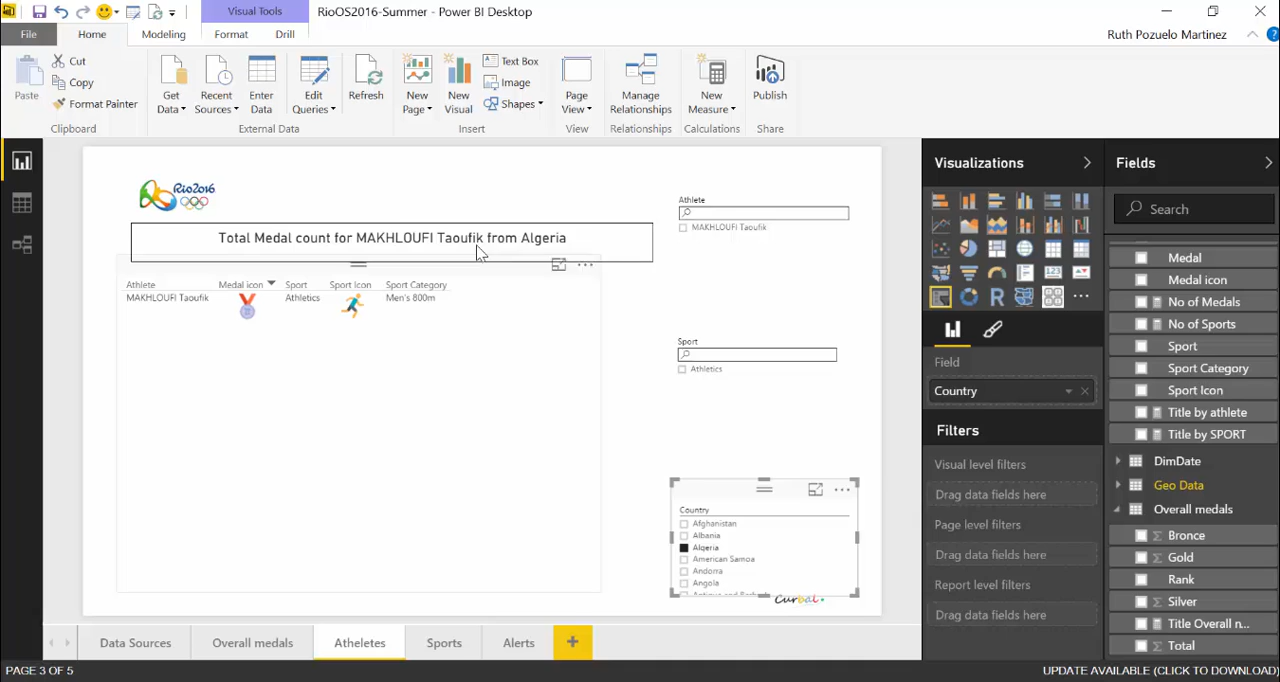 RioOS2016-Summer - Power BI Desktop
Visual Tools
File
Home
Modeling
Format
Drill
Ruth Pozuelo Martinez
Paste
Cut
Copy
Format Painter
Clipboard
Get Data
Recent Sources
Enter Data
Edit Queries
Refresh
External Data
New Page
New Visual
Text Box
Image
Shapes
Insert
Page View
View
Manage Relationships
Relationships
New Measure
Calculations
Publish
Share
Rio2016
Total Medal count for MAKHLOUFI Taoufik from Algeria
Athlete Medal icon Sport Sport Icon Sport Category
MAKHLOUFI Taoufik Athletics Men's 800m
Athlete
MAKHLOUFI Taoufik
Sport
Athletics
Country
Afghanistan
Albania
Algeria
American Samoa
Andorra
Angola
Curbal
Visualizations
Field
Country
Filters
Visual level filters
Drag data fields here
Page level filters
Drag data fields here
Report level filters
Drag data fields here
Fields
Search
Medal
Medal icon
No of Medals
No of Sports
Sport
Sport Category
Sport Icon
Title by athlete
Title by SPORT
DimDate
Geo Data
Overall medals
Bronce
Gold
Rank
Silver
Title Overall n...
Total
Data Sources
Overall medals
Atheletes
Sports
Alerts
PAGE 3 OF 5
UPDATE AVAILABLE (CLICK TO DOWNLOAD)